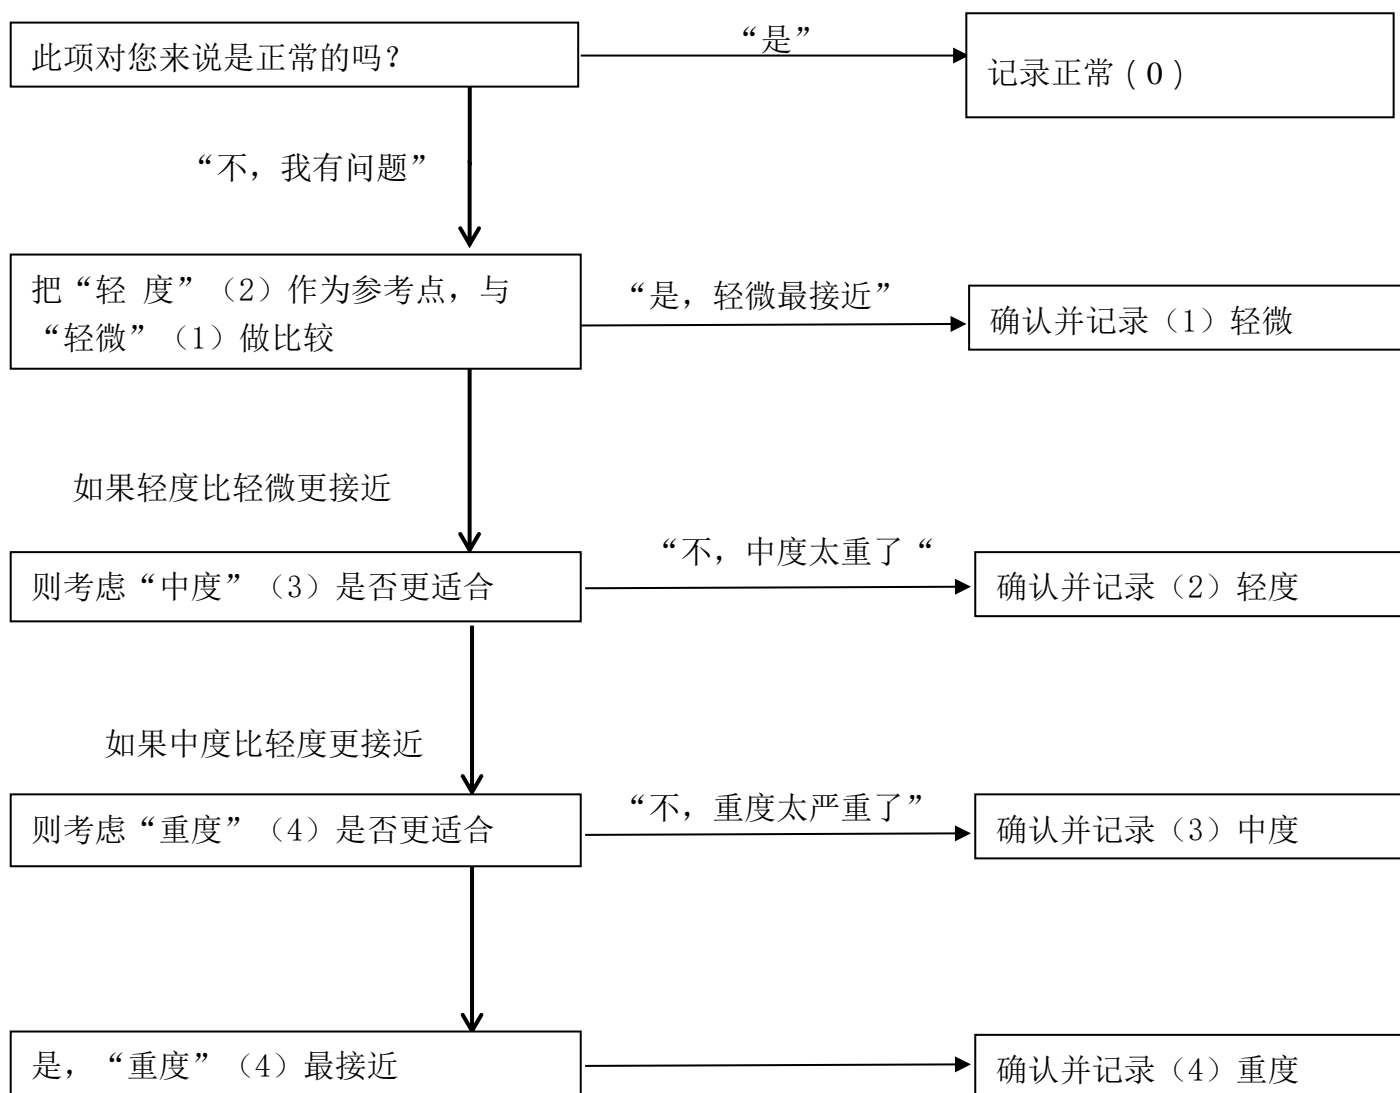 此项对您来说是正常的吗？
“是”
记录正常 ( 0 )
“不，我有问题”
把“轻 度”（2）作为参考点，与
“轻微”（1）做比较
“是，轻微最接近”
确认并记录（1）轻微
如果轻度比轻微更接近
则考虑“中度”（3）是否更适合
“不，中度太重了“
确认并记录（2）轻度
如果中度比轻度更接近
则考虑“重度”（4）是否更适合
“不，重度太严重了”
确认并记录（3）中度
是，“重度”（4）最接近
确认并记录（4）重度